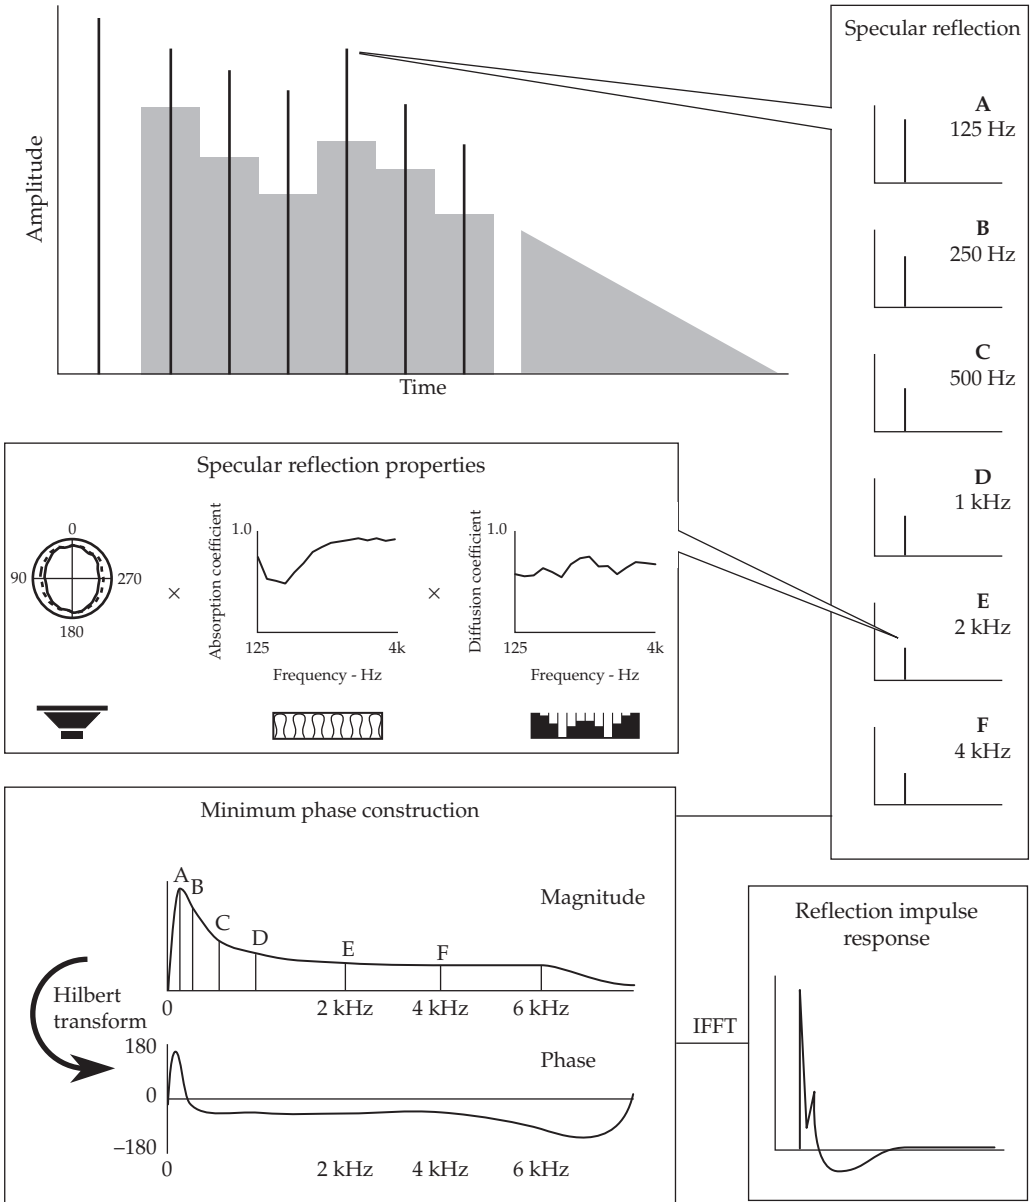 Amplitude
Time
Specular reflection
A
125 Hz
B
250 Hz
C
500 Hz
D
1 kHz
E
2 kHz
F
4 kHz
Specular reflection properties
0
90
270
180
×
Absorption coefficient
1.0
125
4k
Frequency - Hz
×
Diffusion coefficient
1.0
125
4k
Frequency - Hz
Minimum phase construction
A
B
C
D
E
F
Magnitude
0
2 kHz
4 kHz
6 kHz
Hilbert
transform
180
0
–180
Phase
0
2 kHz
4 kHz
6 kHz
IFFT
Reflection impulse
response